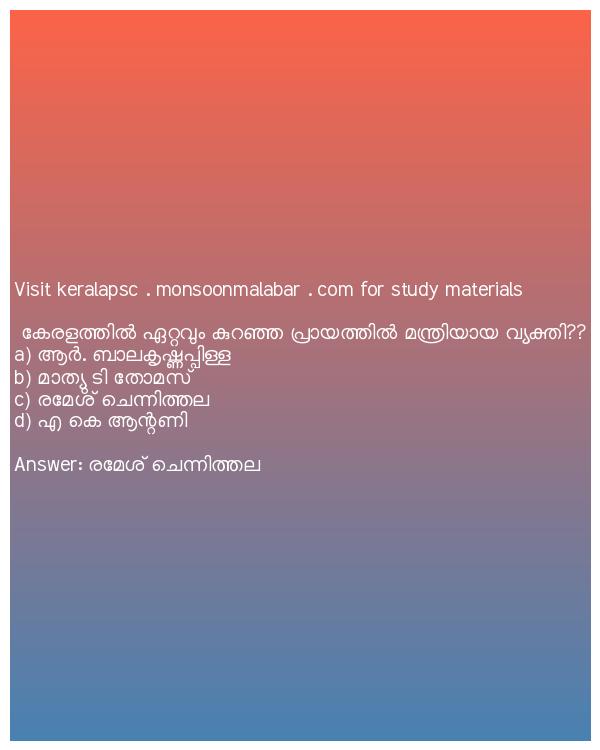 Visit keralapsc . monsoonmalabar . com for study materials
കേരളത്തിൽ ഏറ്റവും കുറഞ്ഞ പ്രായത്തിൽ മന്ത്രിയായ വ്യക്തി??
a) ആർ. ബാലകൃഷ്ണപ്പിള്ള
b) മാത്യു ടി തോമസ്
c) രമേശ് ചെന്നിത്തല
d) എ കെ ആന്റണി
Answer: രമേശ് ചെന്നിത്തല